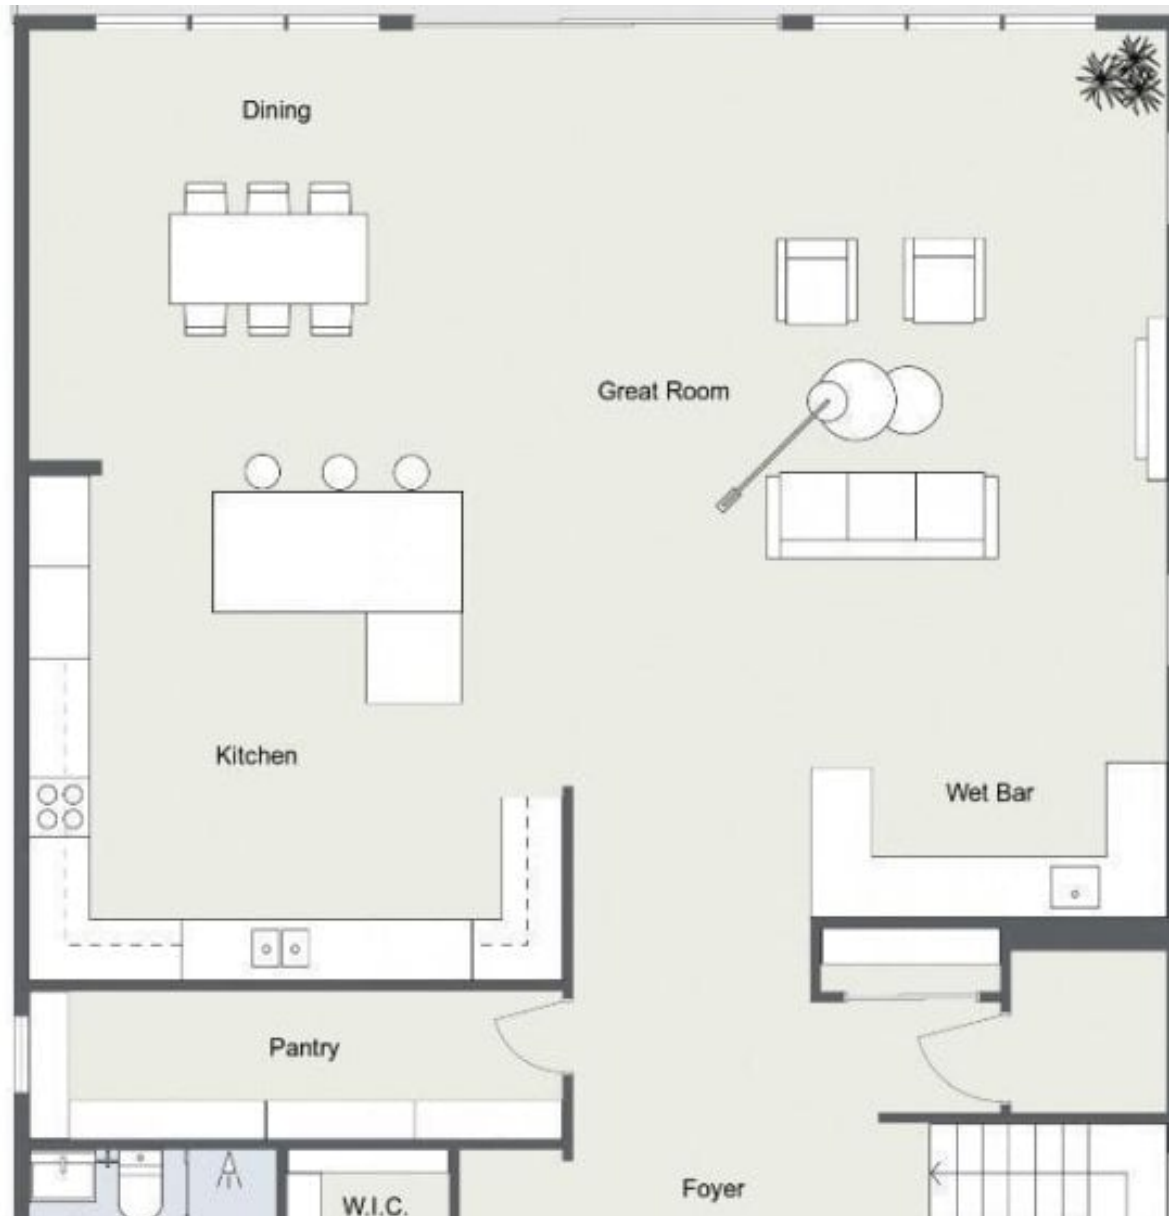 Dining
Great Room
Kitchen
Wet Bar
Pantry
Foyer
W.I.C.